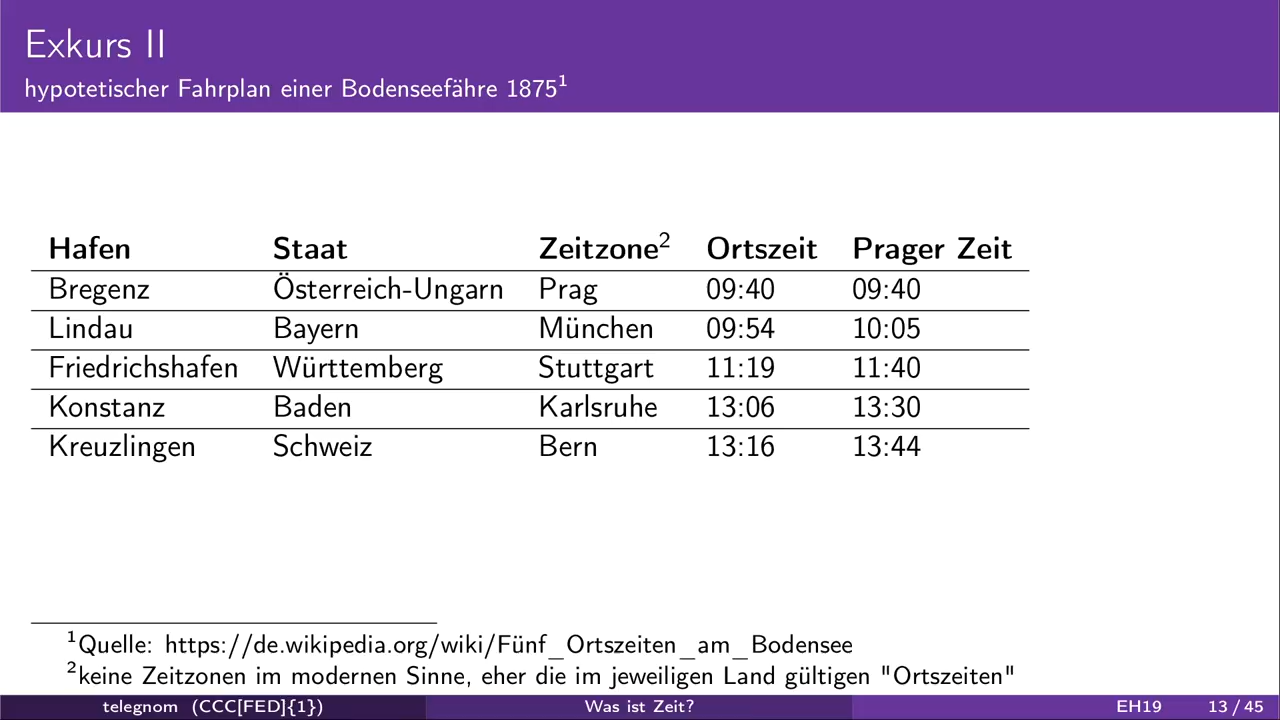 Exkurs II
hypotetischer Fahrplan einer Bodenseefähre 1875¹
Hafen Staat Zeitzone² Ortszeit Prager Zeit
Bregenz Österreich-Ungarn Prag 09:40 09:40
Lindau Bayern München 09:54 10:05
Friedrichshafen Württemberg Stuttgart 11:19 11:40
Konstanz Baden Karlsruhe 13:06 13:30
Kreuzlingen Schweiz Bern 13:16 13:44
¹Quelle: https://de.wikipedia.org/wiki/Fünf_Ortszeiten_am_Bodensee
²keine Zeitzonen im modernen Sinne, eher die im jeweiligen Land gültigen "Ortszeiten"
telegnom (CCC[FED]{1}) Was ist Zeit? EH19 13 / 45